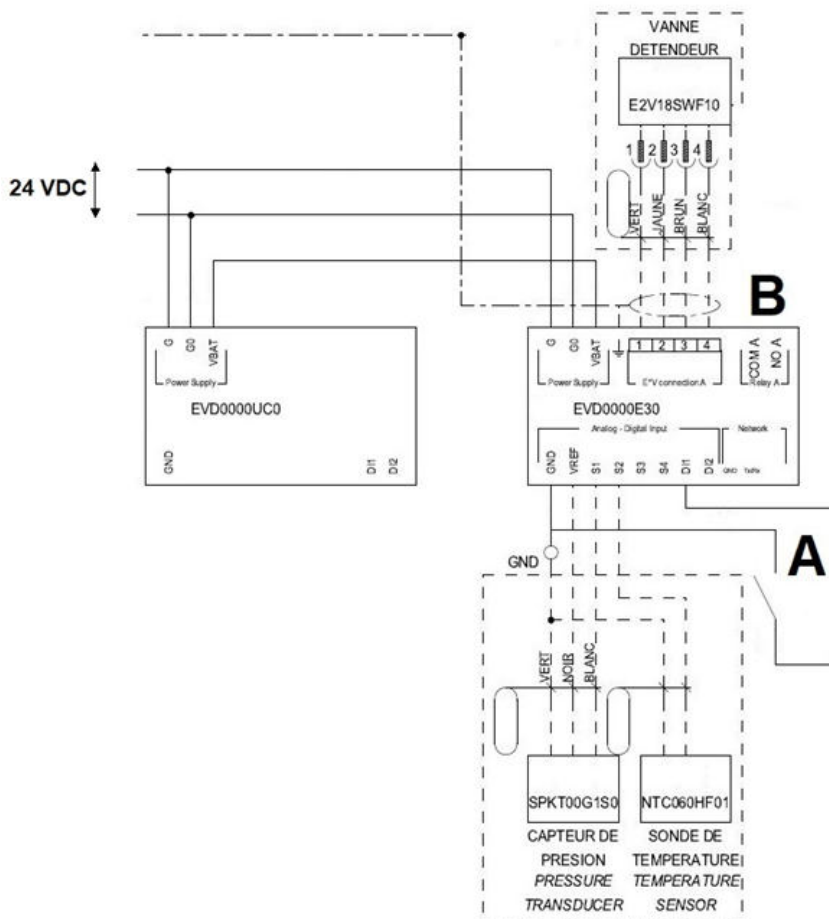 VANNE
DETENDEUR
E2V18SWF10
1 2 3 4
VERT
JAUNE
BRUN
BLANC
24 VDC
B
G
G0
VBAT
Power Supply
EVD0000UC0
GND
DI1
DI2
G
G0
VBAT
Power Supply
1 2 3 4
E²V connection A
COM A
NO A
Relay A
EVD0000E30
Analog - Digital Input
Network
GND
VREF
S1
S2
S3
S4
DI1
DI2
GND
Tx/Rx
A
GND
VERT
NOIR
BLANC
SPKT00G1S0
NTC060HF01
CAPTEUR DE
PRESION
PRESSURE
TRANSDUCER
SONDE DE
TEMPERATURE
TEMPERATURE
SENSOR